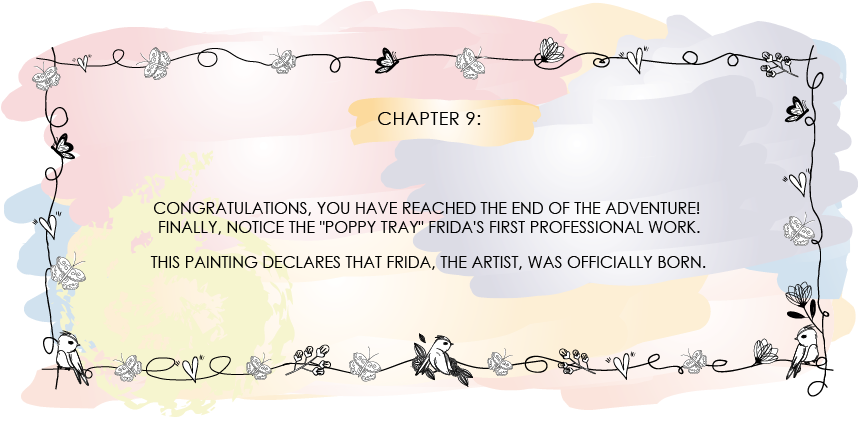 CHAPTER 9:
CONGRATULATIONS, YOU HAVE REACHED THE END OF THE ADVENTURE!
FINALLY, NOTICE THE "POPPY TRAY" FRIDA'S FIRST PROFESSIONAL WORK.
THIS PAINTING DECLARES THAT FRIDA, THE ARTIST, WAS OFFICIALLY BORN.